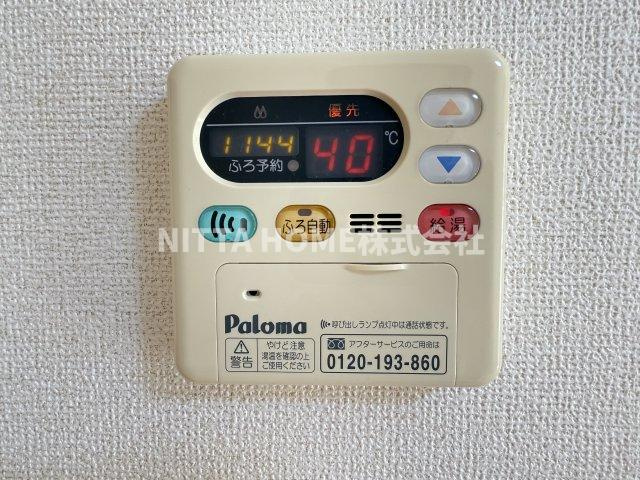 優先
1144
40 ℃
ふろ予約
ふろ自動
給湯
NITTA HOME株式会社
Paloma
呼び出しランプ点灯中は通話状態です。
警告
やけど注意
湯温を確認の上
ご使用ください
アフターサービスのご用命は
0120-193-860